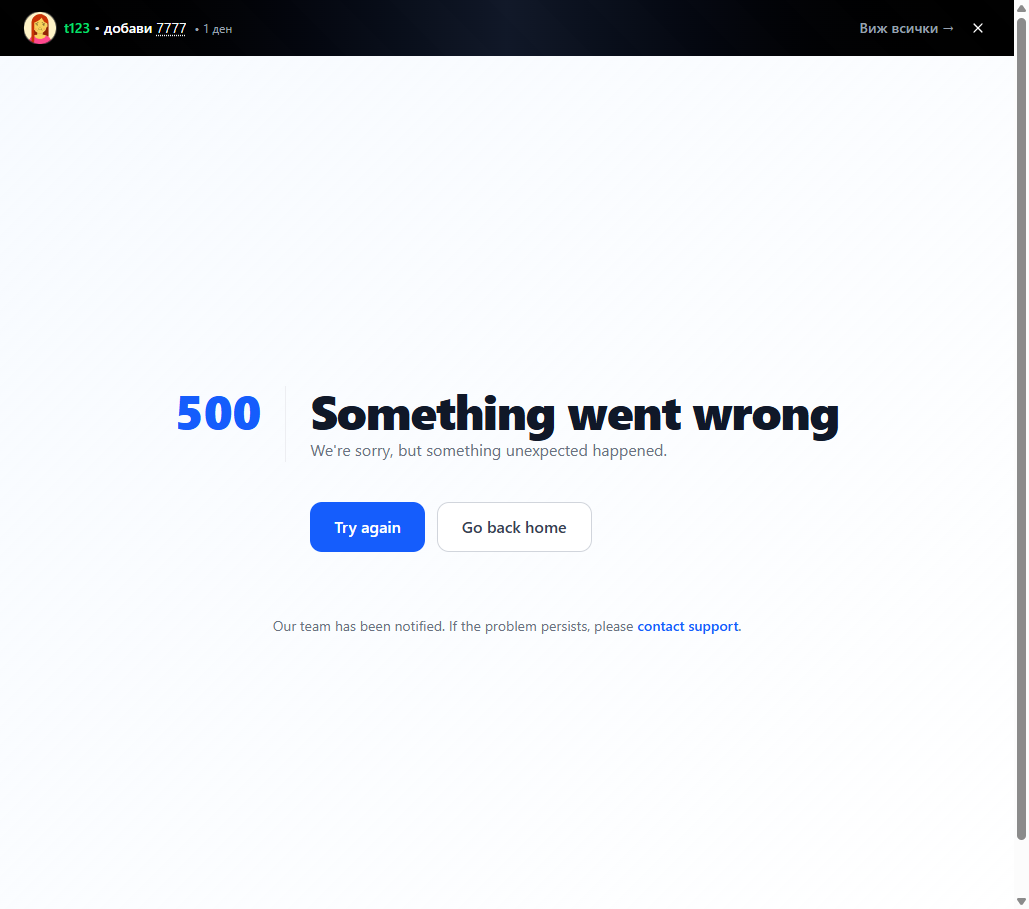 t123 • добави 7777 • 1 ден
Виж всички →
500
Something went wrong
We're sorry, but something unexpected happened.
Try again
Go back home
Our team has been notified. If the problem persists, please contact support.